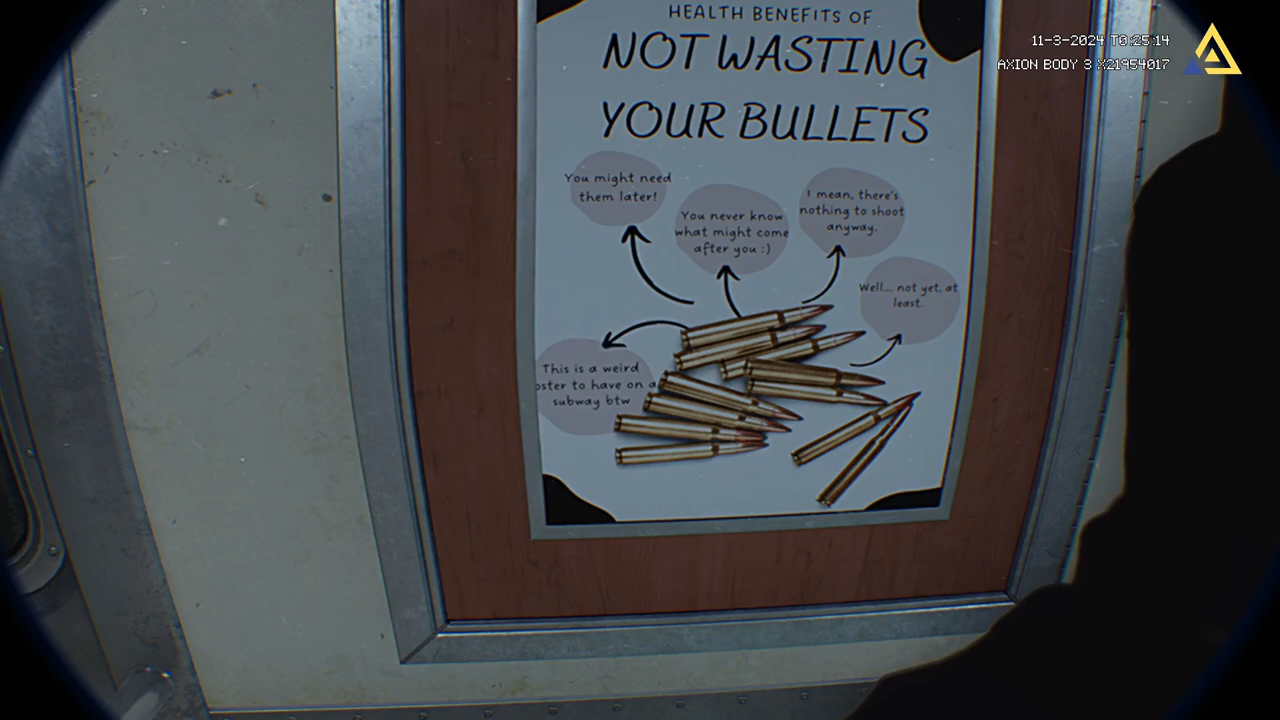 11-3-2024 T0:25:14
AXION BODY 3 X21954017
HEALTH BENEFITS OF
NOT WASTING
YOUR BULLETS
You might need
them later!
You never know
what might come
after you :)
I mean, there's
nothing to shoot
anyway.
Well... not yet, at
least.
This is a weird
oster to have on a
subway btw